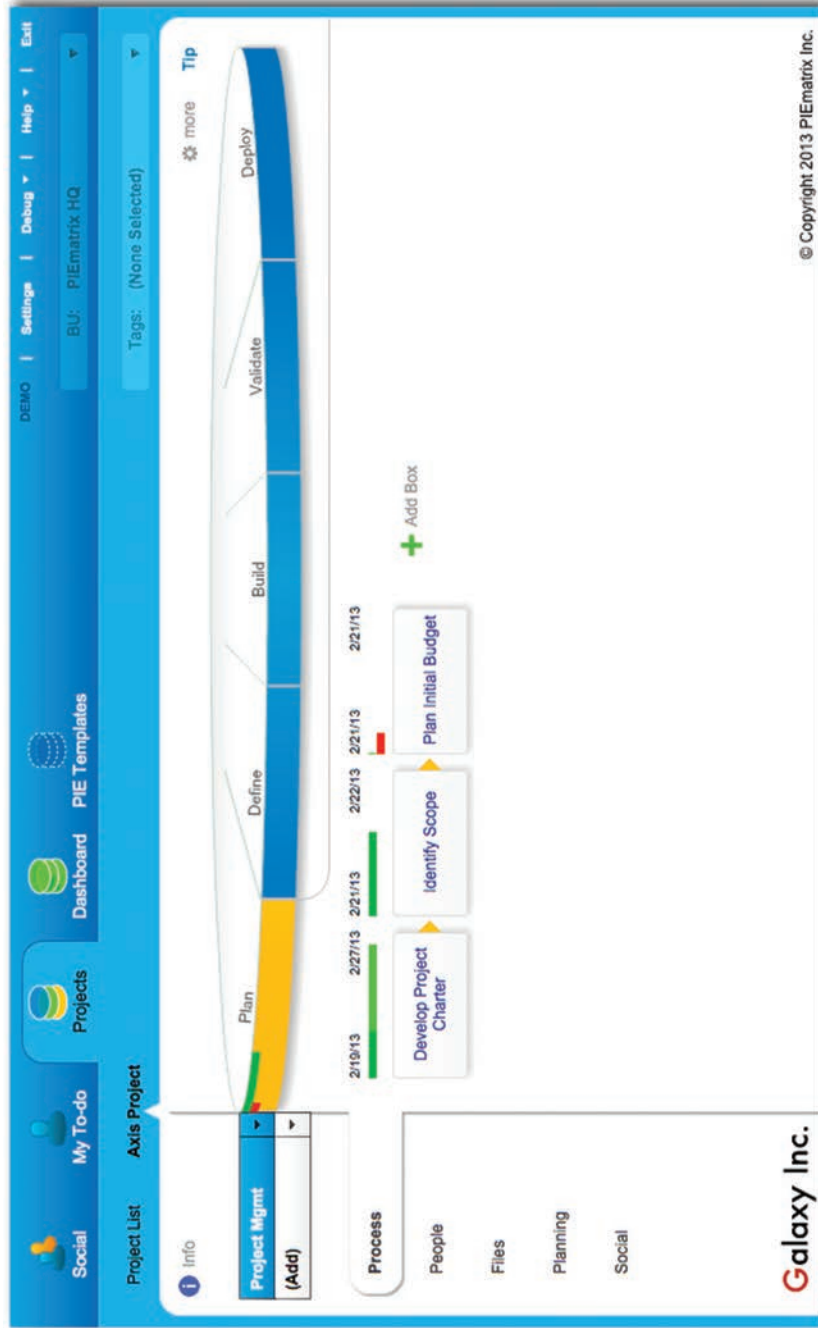 DEMO | Settings | Debug ▾ | Help ▾ | Exit
Social
My To-do
Projects
Dashboard
PIE Templates
BU: PIEmatrix HQ
Project List
Axis Project
Tags: (None Selected)
Info
more
Tip
Project Mgmt
(Add)
Plan
Define
Build
Validate
Deploy
Process
People
Files
Planning
Social
2/19/13 2/27/13
2/21/13 2/22/13
2/21/13 2/21/13
Develop Project
Charter
Identify Scope
Plan Initial Budget
Add Box
Galaxy Inc.
© Copyright 2013 PIEmatrix Inc.